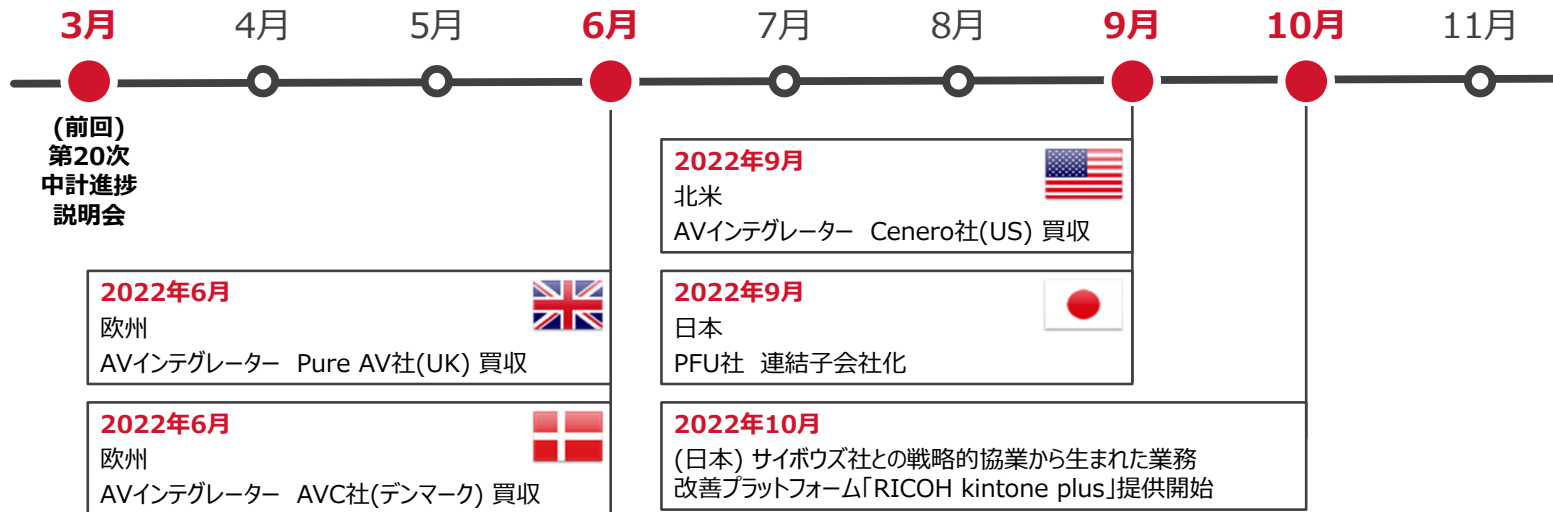 3月 4月 5月 6月 7月 8月 9月 10月 11月
(前回)
第20次
中計進捗
説明会
2022年6月
欧州
AVインテグレーター Pure AV社(UK) 買収
2022年6月
欧州
AVインテグレーター AVC社(デンマーク) 買収
2022年9月
北米
AVインテグレーター Cenero社(US) 買収
2022年9月
日本
PFU社 連結子会社化
2022年10月
(日本) サイボウズ社との戦略的協業から生まれた業務
改善プラットフォーム「RICOH kintone plus」提供開始